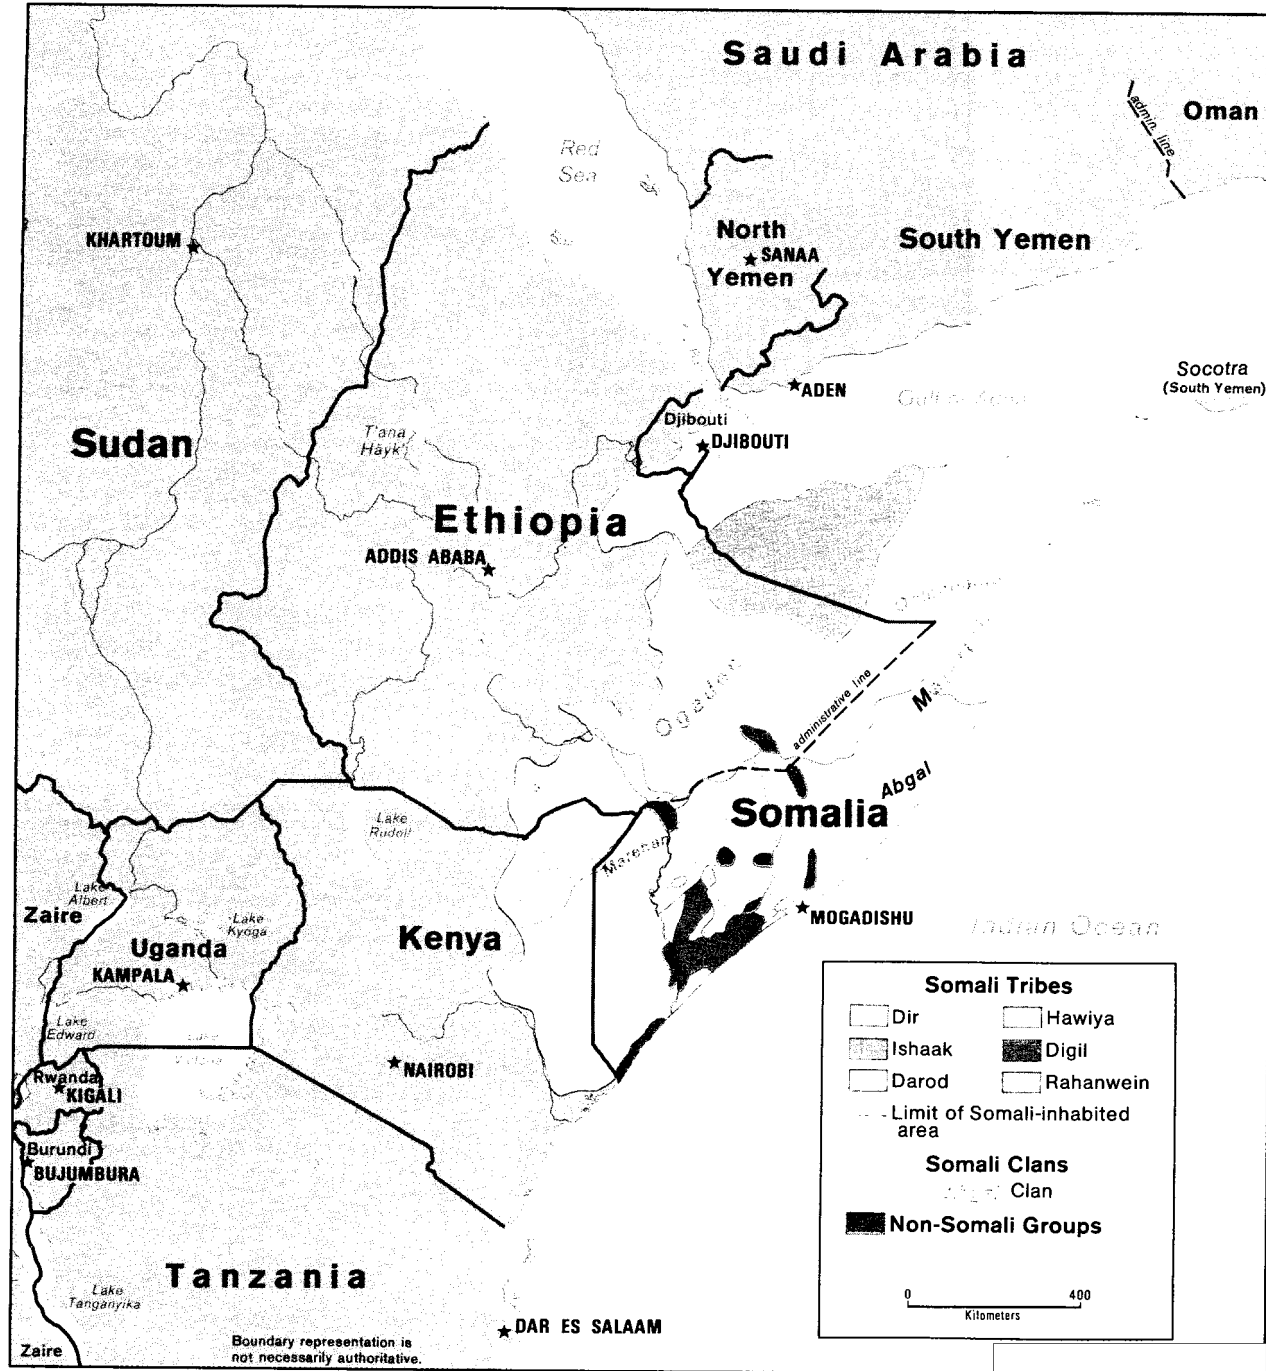 Saudi Arabia
Oman
admin. line
Red
Sea
KHARTOUM
North
Yemen
SANAA
South Yemen
Socotra
(South Yemen)
ADEN
Djibouti
DJIBOUTI
Sudan
T'ana
Hāyk'
Ethiopia
ADDIS ABABA
Ogaden
administrative line
Abgal
Somalia
Marehan
Lake
Rudolf
Lake
Albert
Zaire
Lake
Kyoga
Uganda
KAMPALA
Kenya
MOGADISHU
Indian Ocean
Lake
Edward
NAIROBI
Rwanda
KIGALI
Burundi
BUJUMBURA
Tanzania
Lake
Tanganyika
DAR ES SALAAM
Zaire
Boundary representation is
not necessarily authoritative.
Somali Tribes
Dir
Hawiya
Ishaak
Digil
Darod
Rahanwein
Limit of Somali-inhabited
area
Somali Clans
Clan
Non-Somali Groups
0 400
Kilometers